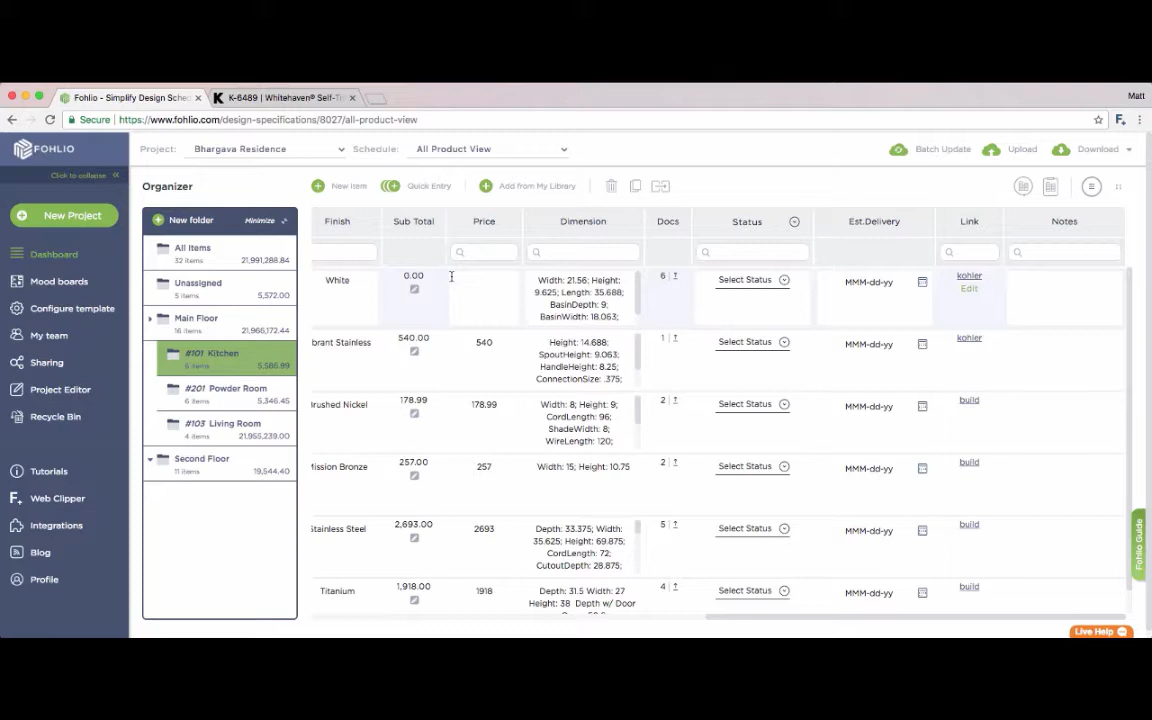 Fohlio - Simplify Design Sche
K-6489 | Whitehaven® Self-Tri
Matt
Secure
https://www.fohlio.com/design-specifications/8027/all-product-view
FOHLIO
Project:
Bhargava Residence
Schedule:
All Product View
Batch Update
Upload
Download
Click to collapse
Organizer
New Item
Quick Entry
Add from My Library
New Project
New folder
Minimize
Finish
Sub Total
Price
Dimension
Docs
Status
Est.Delivery
Link
Notes
Dashboard
Mood boards
Configure template
My team
Sharing
Project Editor
Recycle Bin
Tutorials
Web Clipper
Integrations
Blog
Profile
All Items
32 items
21,991,288.84
Unassigned
5 items
5,572.00
Main Floor
16 items
21,966,172.44
#101 Kitchen
6 items
5,586.99
#201 Powder Room
6 items
5,346.45
#103 Living Room
4 items
21,955,239.00
Second Floor
11 items
19,544.40
White
0.00
Width: 21.56; Height:
9.625; Length: 35.688;
BasinDepth: 9;
BasinWidth: 18.063;
6
Select Status
MMM-dd-yy
kohler
Edit
brant Stainless
540.00
540
Height: 14.688;
SpoutHeight: 9.063;
HandleHeight: 8.25;
ConnectionSize: .375;
1
Select Status
MMM-dd-yy
kohler
Brushed Nickel
178.99
178.99
Width: 8; Height: 9;
CordLength: 96;
ShadeWidth: 8;
WireLength: 120;
2
Select Status
MMM-dd-yy
build
Mission Bronze
257.00
257
Width: 15; Height: 10.75
2
Select Status
MMM-dd-yy
build
Stainless Steel
2,693.00
2693
Depth: 33.375; Width:
35.625; Height: 69.875;
CordLength: 72;
CutoutDepth: 28.875;
5
Select Status
MMM-dd-yy
build
Titanium
1,918.00
1918
Depth: 31.5 Width: 27
Height: 38 Depth w/ Door
4
Select Status
MMM-dd-yy
build
Fohlio Guide
Live Help